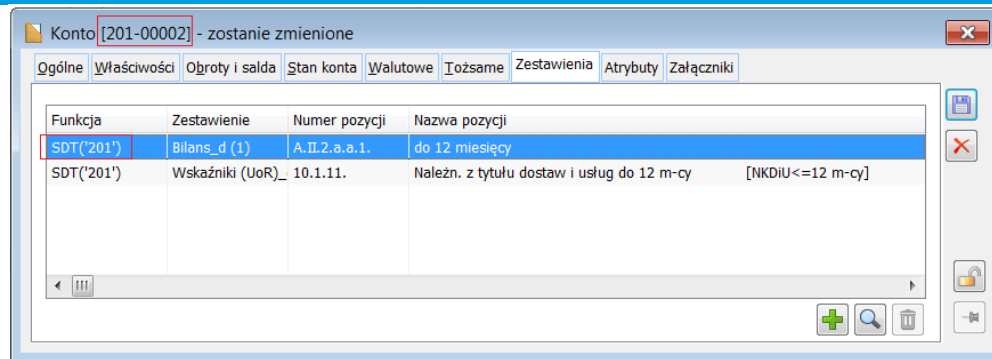 Konto [201-00002] - zostanie zmienione
Ogólne Właściwości Obroty i salda Stan konta Walutowe Tożsame Zestawienia Atrybuty Załączniki
Funkcja Zestawienie Numer pozycji Nazwa pozycji
SDT('201') Bilans_d (1) A.II.2.a.a.1. do 12 miesięcy
SDT('201') Wskaźniki (UoR)_ 10.1.11. Należn. z tytułu dostaw i usług do 12 m-cy [NKDiU<=12 m-cy]